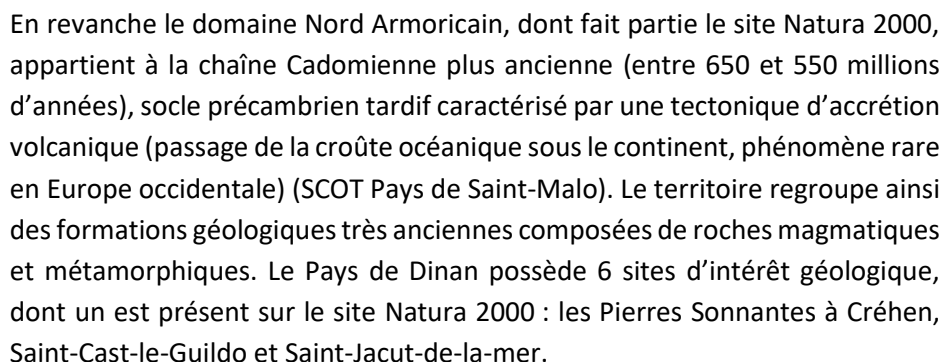 En revanche le domaine Nord Armoricain, dont fait partie le site Natura 2000,
appartient à la chaîne Cadomienne plus ancienne (entre 650 et 550 millions
d’années), socle précambrien tardif caractérisé par une tectonique d’accrétion
volcanique (passage de la croûte océanique sous le continent, phénomène rare
en Europe occidentale) (SCOT Pays de Saint-Malo). Le territoire regroupe ainsi
des formations géologiques très anciennes composées de roches magmatiques
et métamorphiques. Le Pays de Dinan possède 6 sites d’intérêt géologique,
dont un est présent sur le site Natura 2000 : les Pierres Sonnantes à Créhen,
Saint-Cast-le-Guildo et Saint-Jacut-de-la-mer.